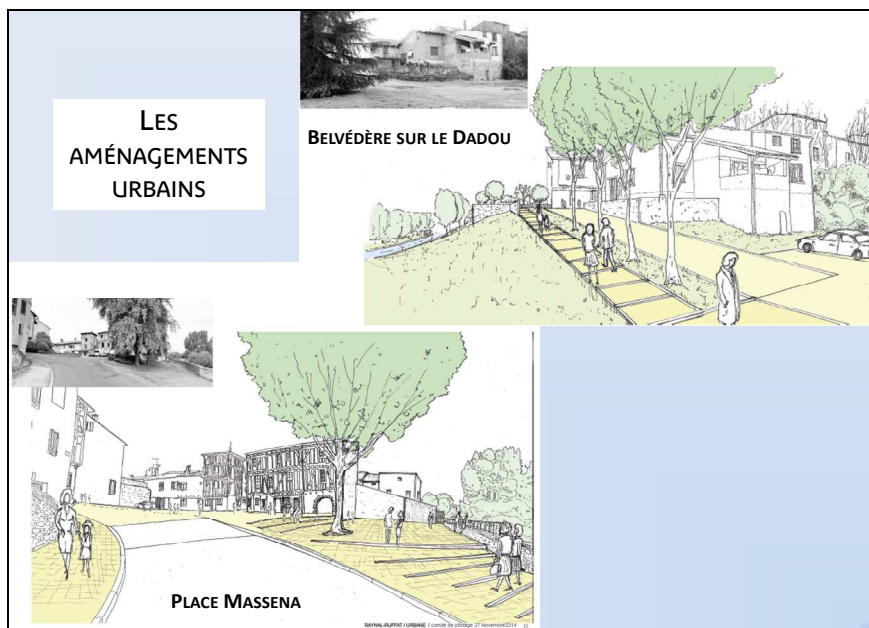 LES
AMÉNAGEMENTS
URBAINS
BELVÉDÈRE SUR LE DADOU
PLACE MASSENA
RAYNAL-RUFFAT / URBANE / comité de pilotage 27 Novembre2014